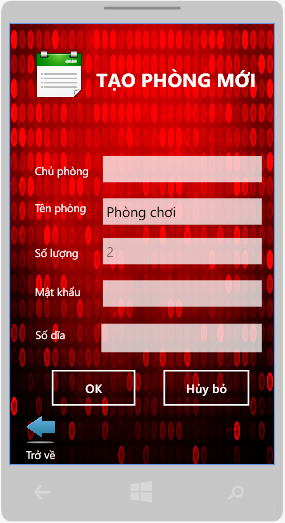 TẠO PHÒNG MỚI
Chủ phòng
Tên phòng Phòng chơi
Số lượng 2
Mật khẩu
Số dĩa
OK Hủy bỏ
Trở về